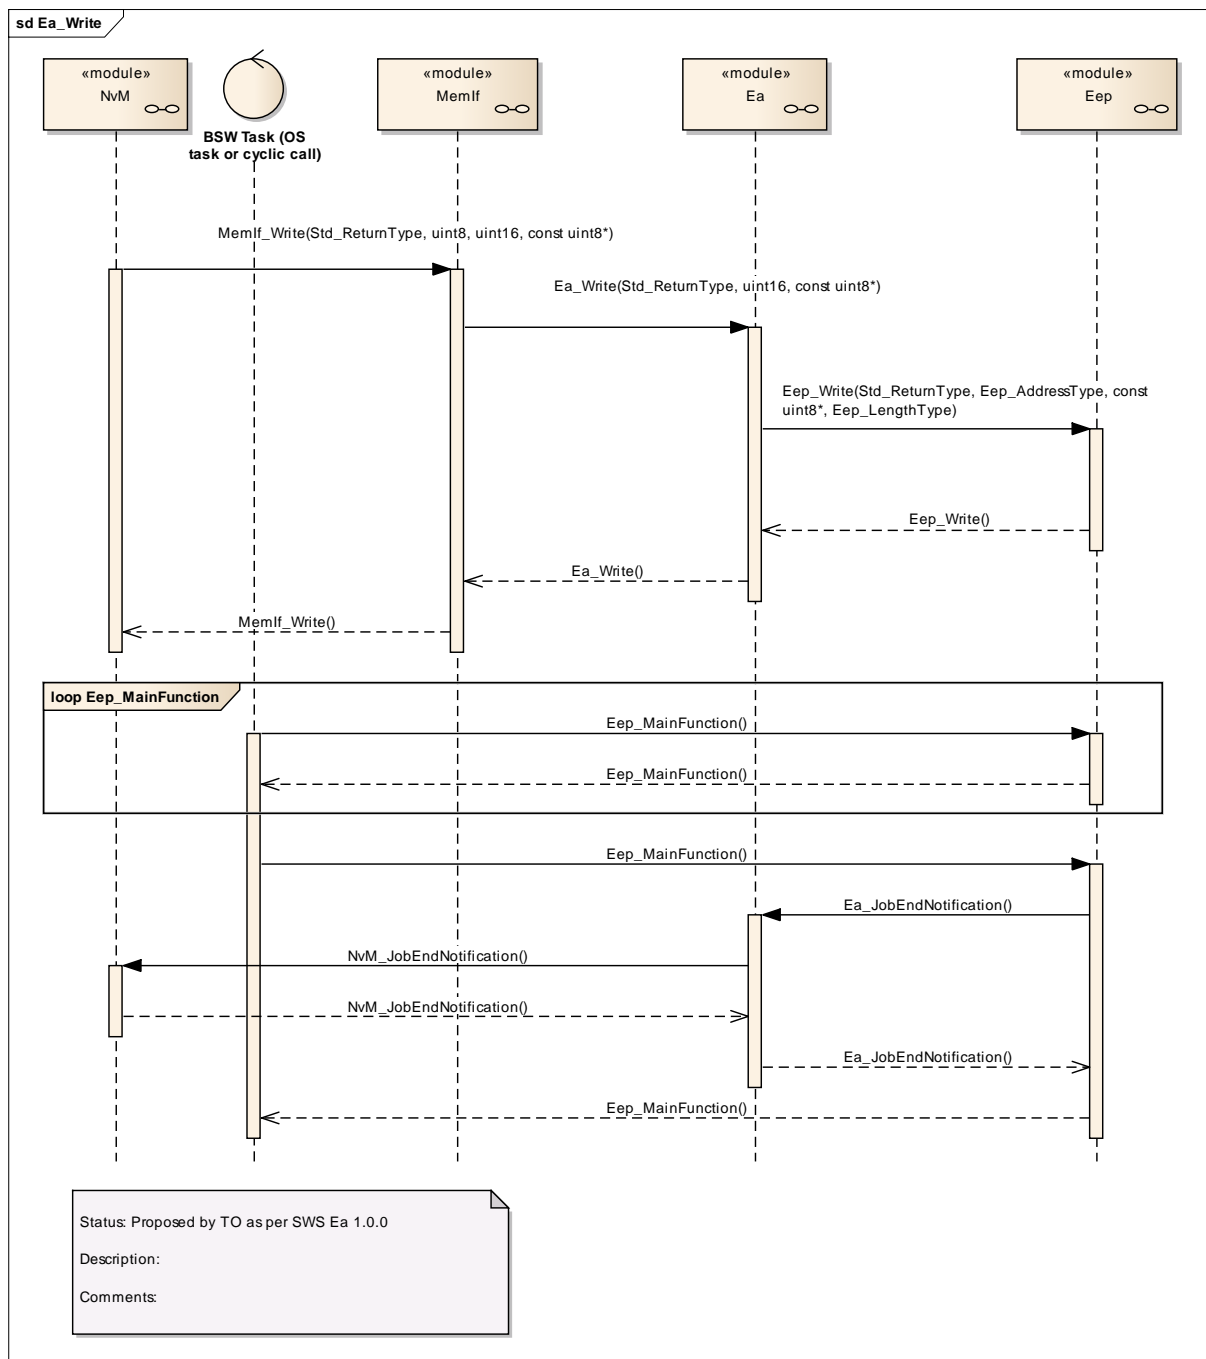 sd Ea_Write
«module»
NvM
BSW Task (OS
task or cyclic call)
«module»
MemIf
«module»
Ea
«module»
Eep
MemIf_Write(Std_ReturnType, uint8, uint16, const uint8*)
Ea_Write(Std_ReturnType, uint16, const uint8*)
Eep_Write(Std_ReturnType, Eep_AddressType, const
uint8*, Eep_LengthType)
Eep_Write()
Ea_Write()
MemIf_Write()
loop Eep_MainFunction
Eep_MainFunction()
Eep_MainFunction()
Eep_MainFunction()
Ea_JobEndNotification()
NvM_JobEndNotification()
NvM_JobEndNotification()
Ea_JobEndNotification()
Eep_MainFunction()
Status: Proposed by TO as per SWS Ea 1.0.0
Description:
Comments: